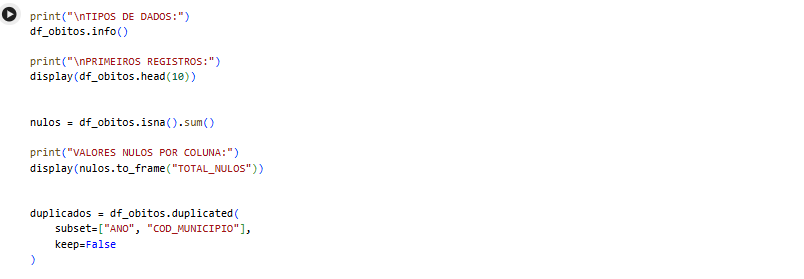 print("\nTIPOS DE DADOS:")
df_obitos.info()
print("\nPRIMEIROS REGISTROS:")
display(df_obitos.head(10))
nulos = df_obitos.isna().sum()
print("VALORES NULOS POR COLUNA:")
display(nulos.to_frame("TOTAL_NULOS"))
duplicados = df_obitos.duplicated(
    subset=["ANO", "COD_MUNICIPIO"],
    keep=False
)